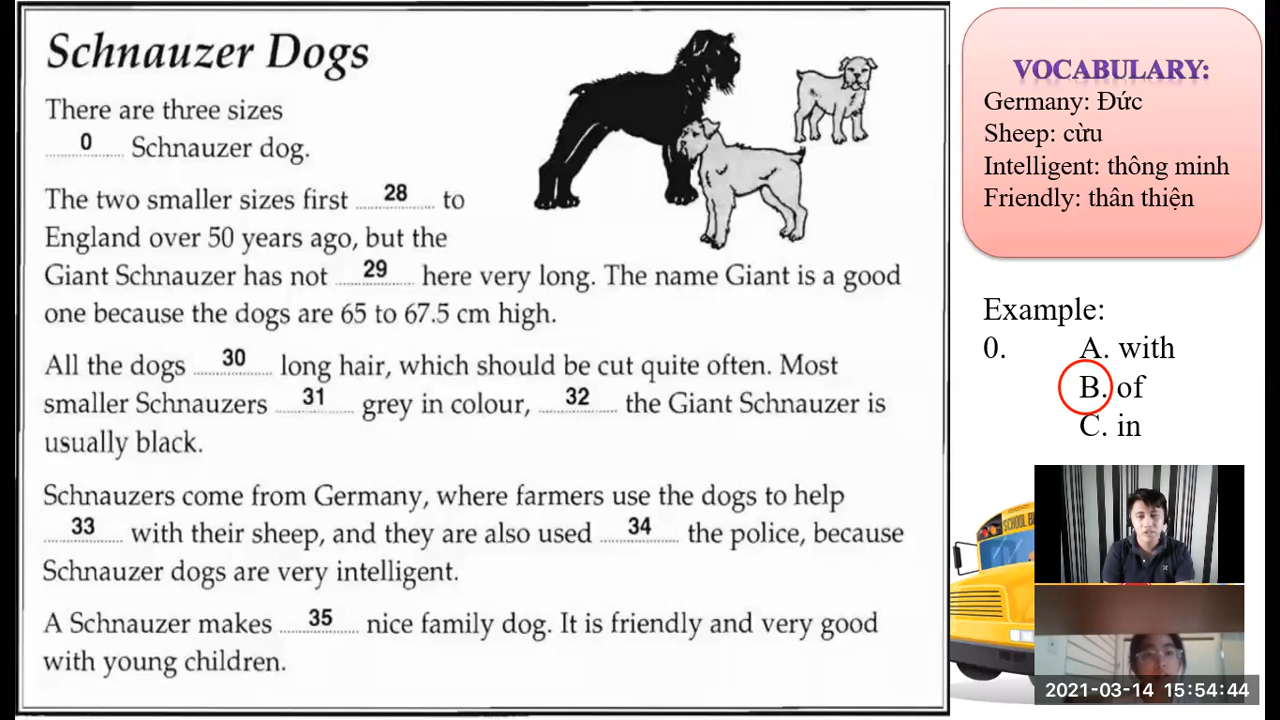 Schnauzer Dogs
There are three sizes
0 Schnauzer dog.
The two smaller sizes first 28 to
England over 50 years ago, but the
Giant Schnauzer has not 29 here very long. The name Giant is a good
one because the dogs are 65 to 67.5 cm high.
All the dogs 30 long hair, which should be cut quite often. Most
smaller Schnauzers 31 grey in colour, 32 the Giant Schnauzer is
usually black.
Schnauzers come from Germany, where farmers use the dogs to help
33 with their sheep, and they are also used 34 the police, because
Schnauzer dogs are very intelligent.
A Schnauzer makes 35 nice family dog. It is friendly and very good
with young children.
VOCABULARY:
Germany: Đức
Sheep: cừu
Intelligent: thông minh
Friendly: thân thiện
Example:
0. A. with
B. of
C. in
SCHOOL
2021-03-14 15:54:44